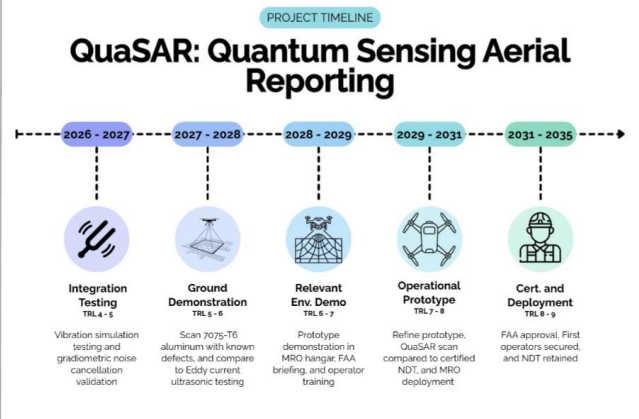 PROJECT TIMELINE
QuaSAR: Quantum Sensing Aerial
Reporting
2026 - 2027
2027 - 2028
2028 - 2029
2029 - 2031
2031 - 2035
Integration
Testing
TRL 4 - 5
Vibration simulation
testing and
gradiometric noise
cancellation
validation
Ground
Demonstration
TRL 5 - 6
Scan 7075-T6
aluminum with known
defects, and compare
to Eddy current
ultrasonic testing
Relevant
Env. Demo
TRL 6 - 7
Prototype
demonstration in
MRO hangar, FAA
briefing, and operator
training
Operational
Prototype
TRL 7 - 8
Refine prototype,
QuaSAR scan
compared to certified
NDT, and MRO
deployment
Cert. and
Deployment
TRL 8 - 9
FAA approval, First
operators secured,
and NDT retained